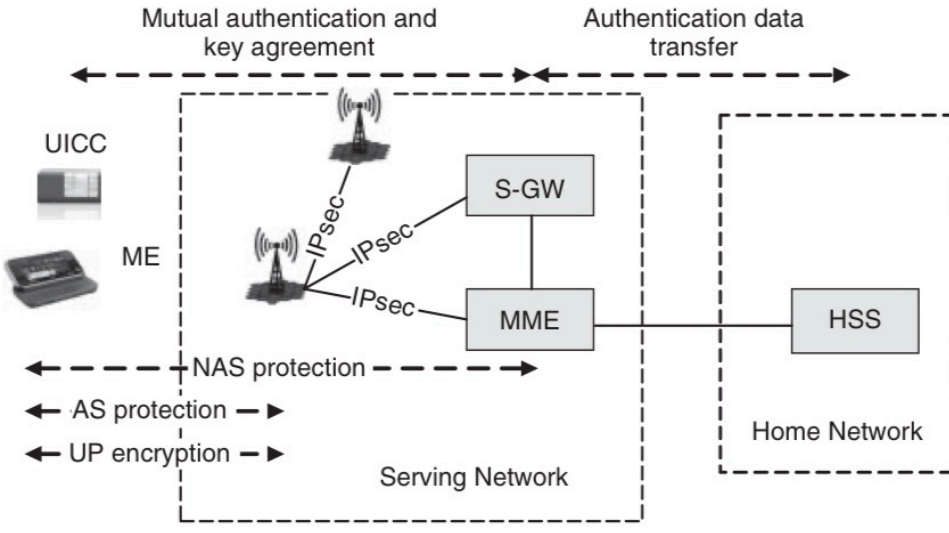 Mutual authentication and
key agreement
Authentication data
transfer
UICC
ME
IPsec
IPsec
IPsec
S-GW
MME
HSS
NAS protection
AS protection
UP encryption
Home Network
Serving Network